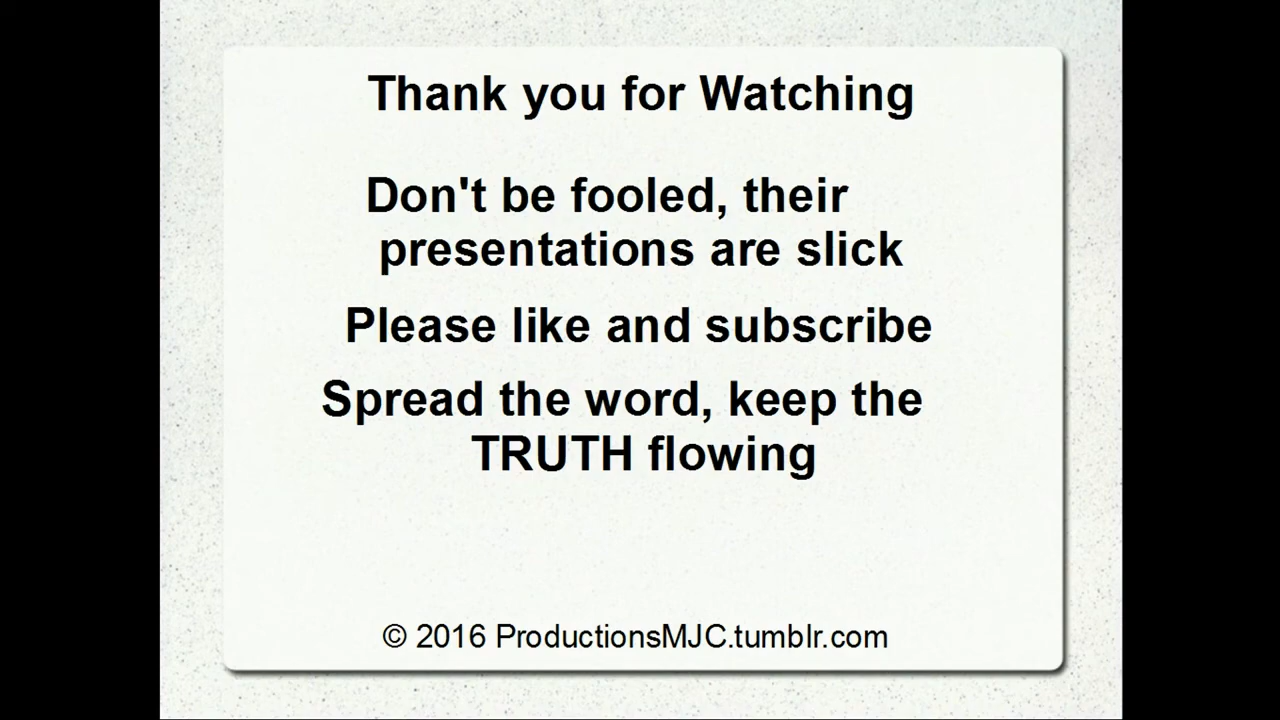 Thank you for Watching
Don't be fooled, their
presentations are slick
Please like and subscribe
Spread the word, keep the
TRUTH flowing
© 2016 ProductionsMJC.tumblr.com